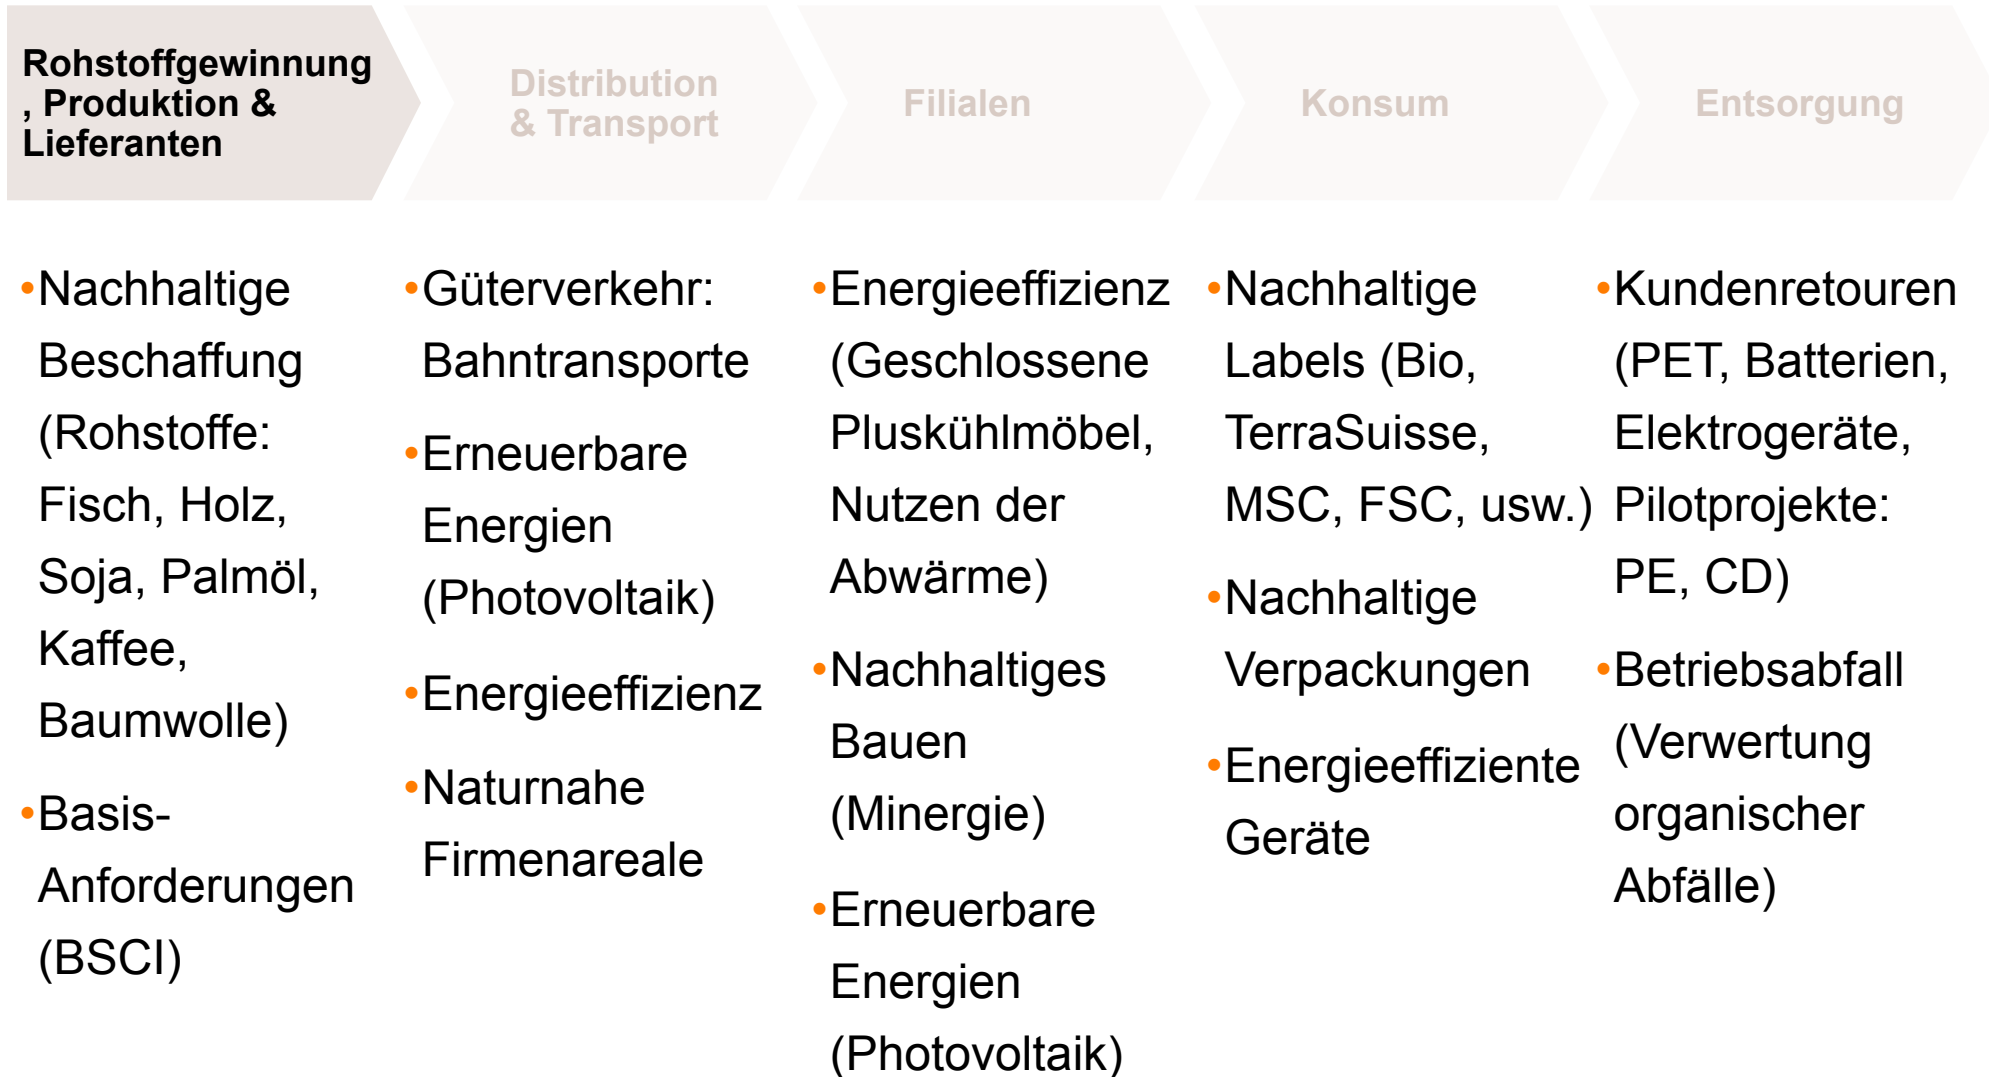 Rohstoffgewinnung
, Produktion &
Lieferanten
Distribution
& Transport
Filialen
Konsum
Entsorgung
•Nachhaltige
Beschaffung
(Rohstoffe:
Fisch, Holz,
Soja, Palmöl,
Kaffee,
Baumwolle)
•Basis-
Anforderungen
(BSCI)
•Güterverkehr:
Bahntransporte
•Erneuerbare
Energien
(Photovoltaik)
•Energieeffizienz
•Naturnahe
Firmenareale
•Energieeffizienz
(Geschlossene
Pluskühlmöbel,
Nutzen der
Abwärme)
•Nachhaltiges
Bauen
(Minergie)
•Erneuerbare
Energien
(Photovoltaik)
•Nachhaltige
Labels (Bio,
TerraSuisse,
MSC, FSC, usw.)
•Nachhaltige
Verpackungen
•Energieeffiziente
Geräte
•Kundenretouren
(PET, Batterien,
Elektrogeräte,
Pilotprojekte:
PE, CD)
•Betriebsabfall
(Verwertung
organischer
Abfälle)